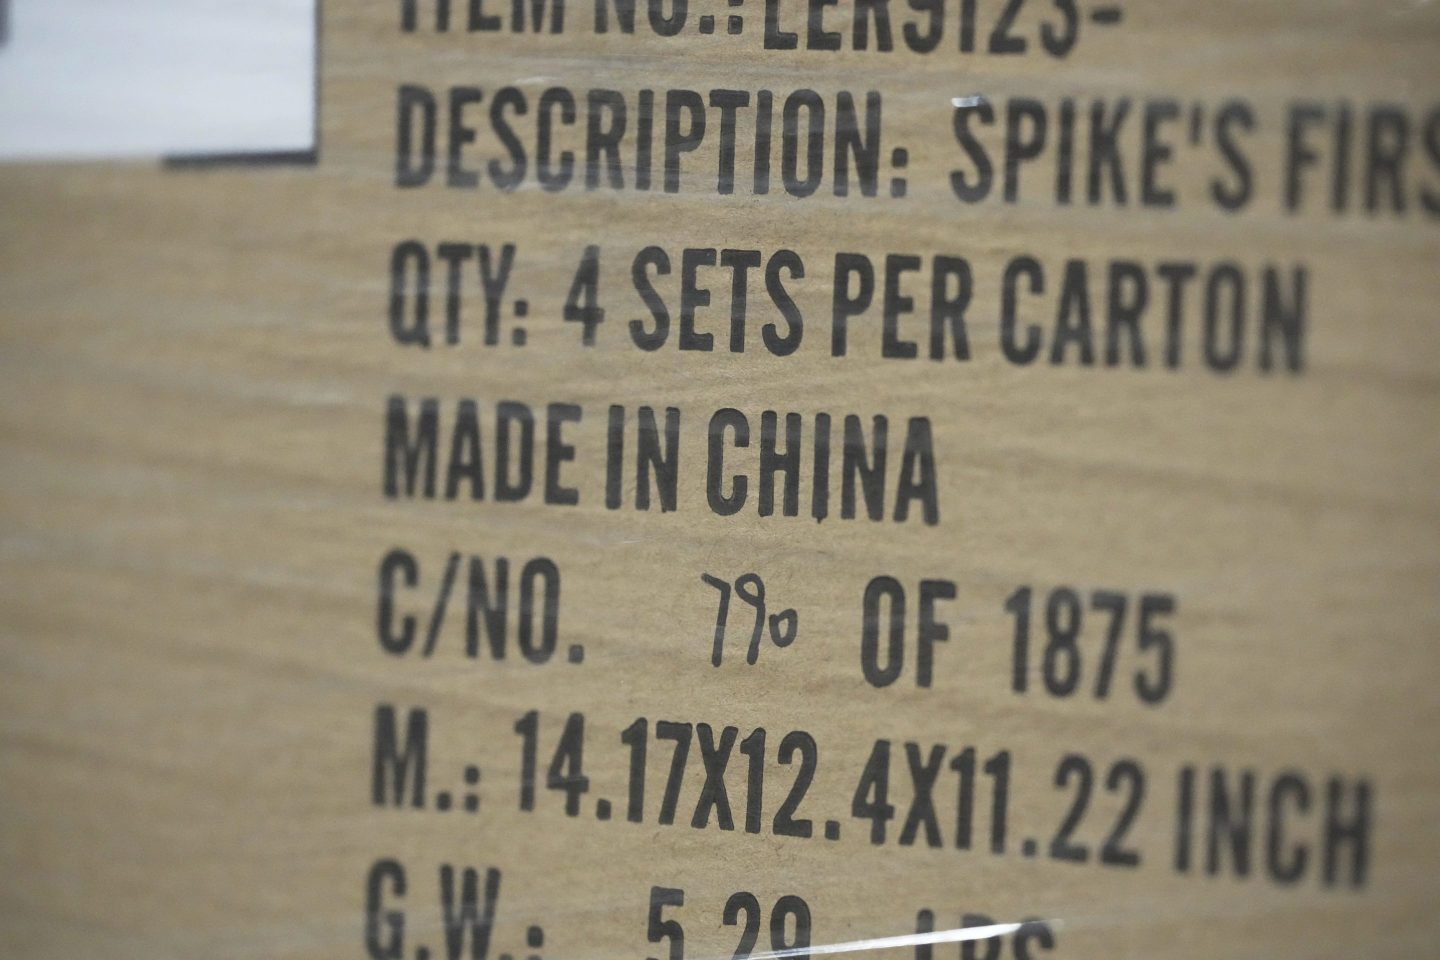 ITEM NO.: LER9123-
DESCRIPTION: SPIKE'S FIRS
QTY: 4 SETS PER CARTON
MADE IN CHINA
C/NO. 790 OF 1875
M.: 14.17X12.4X11.22 INCH
G.W.: 5.29 LBS